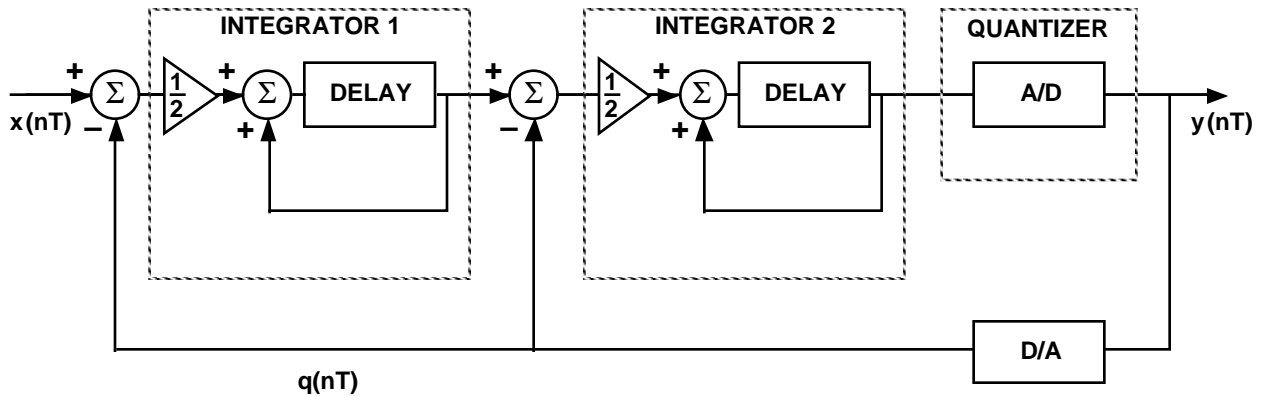 INTEGRATOR 1
INTEGRATOR 2
QUANTIZER
+
Σ
−
1/2
+
Σ
+
DELAY
+
Σ
−
1/2
+
Σ
+
DELAY
A/D
x(nT)
y(nT)
D/A
q(nT)